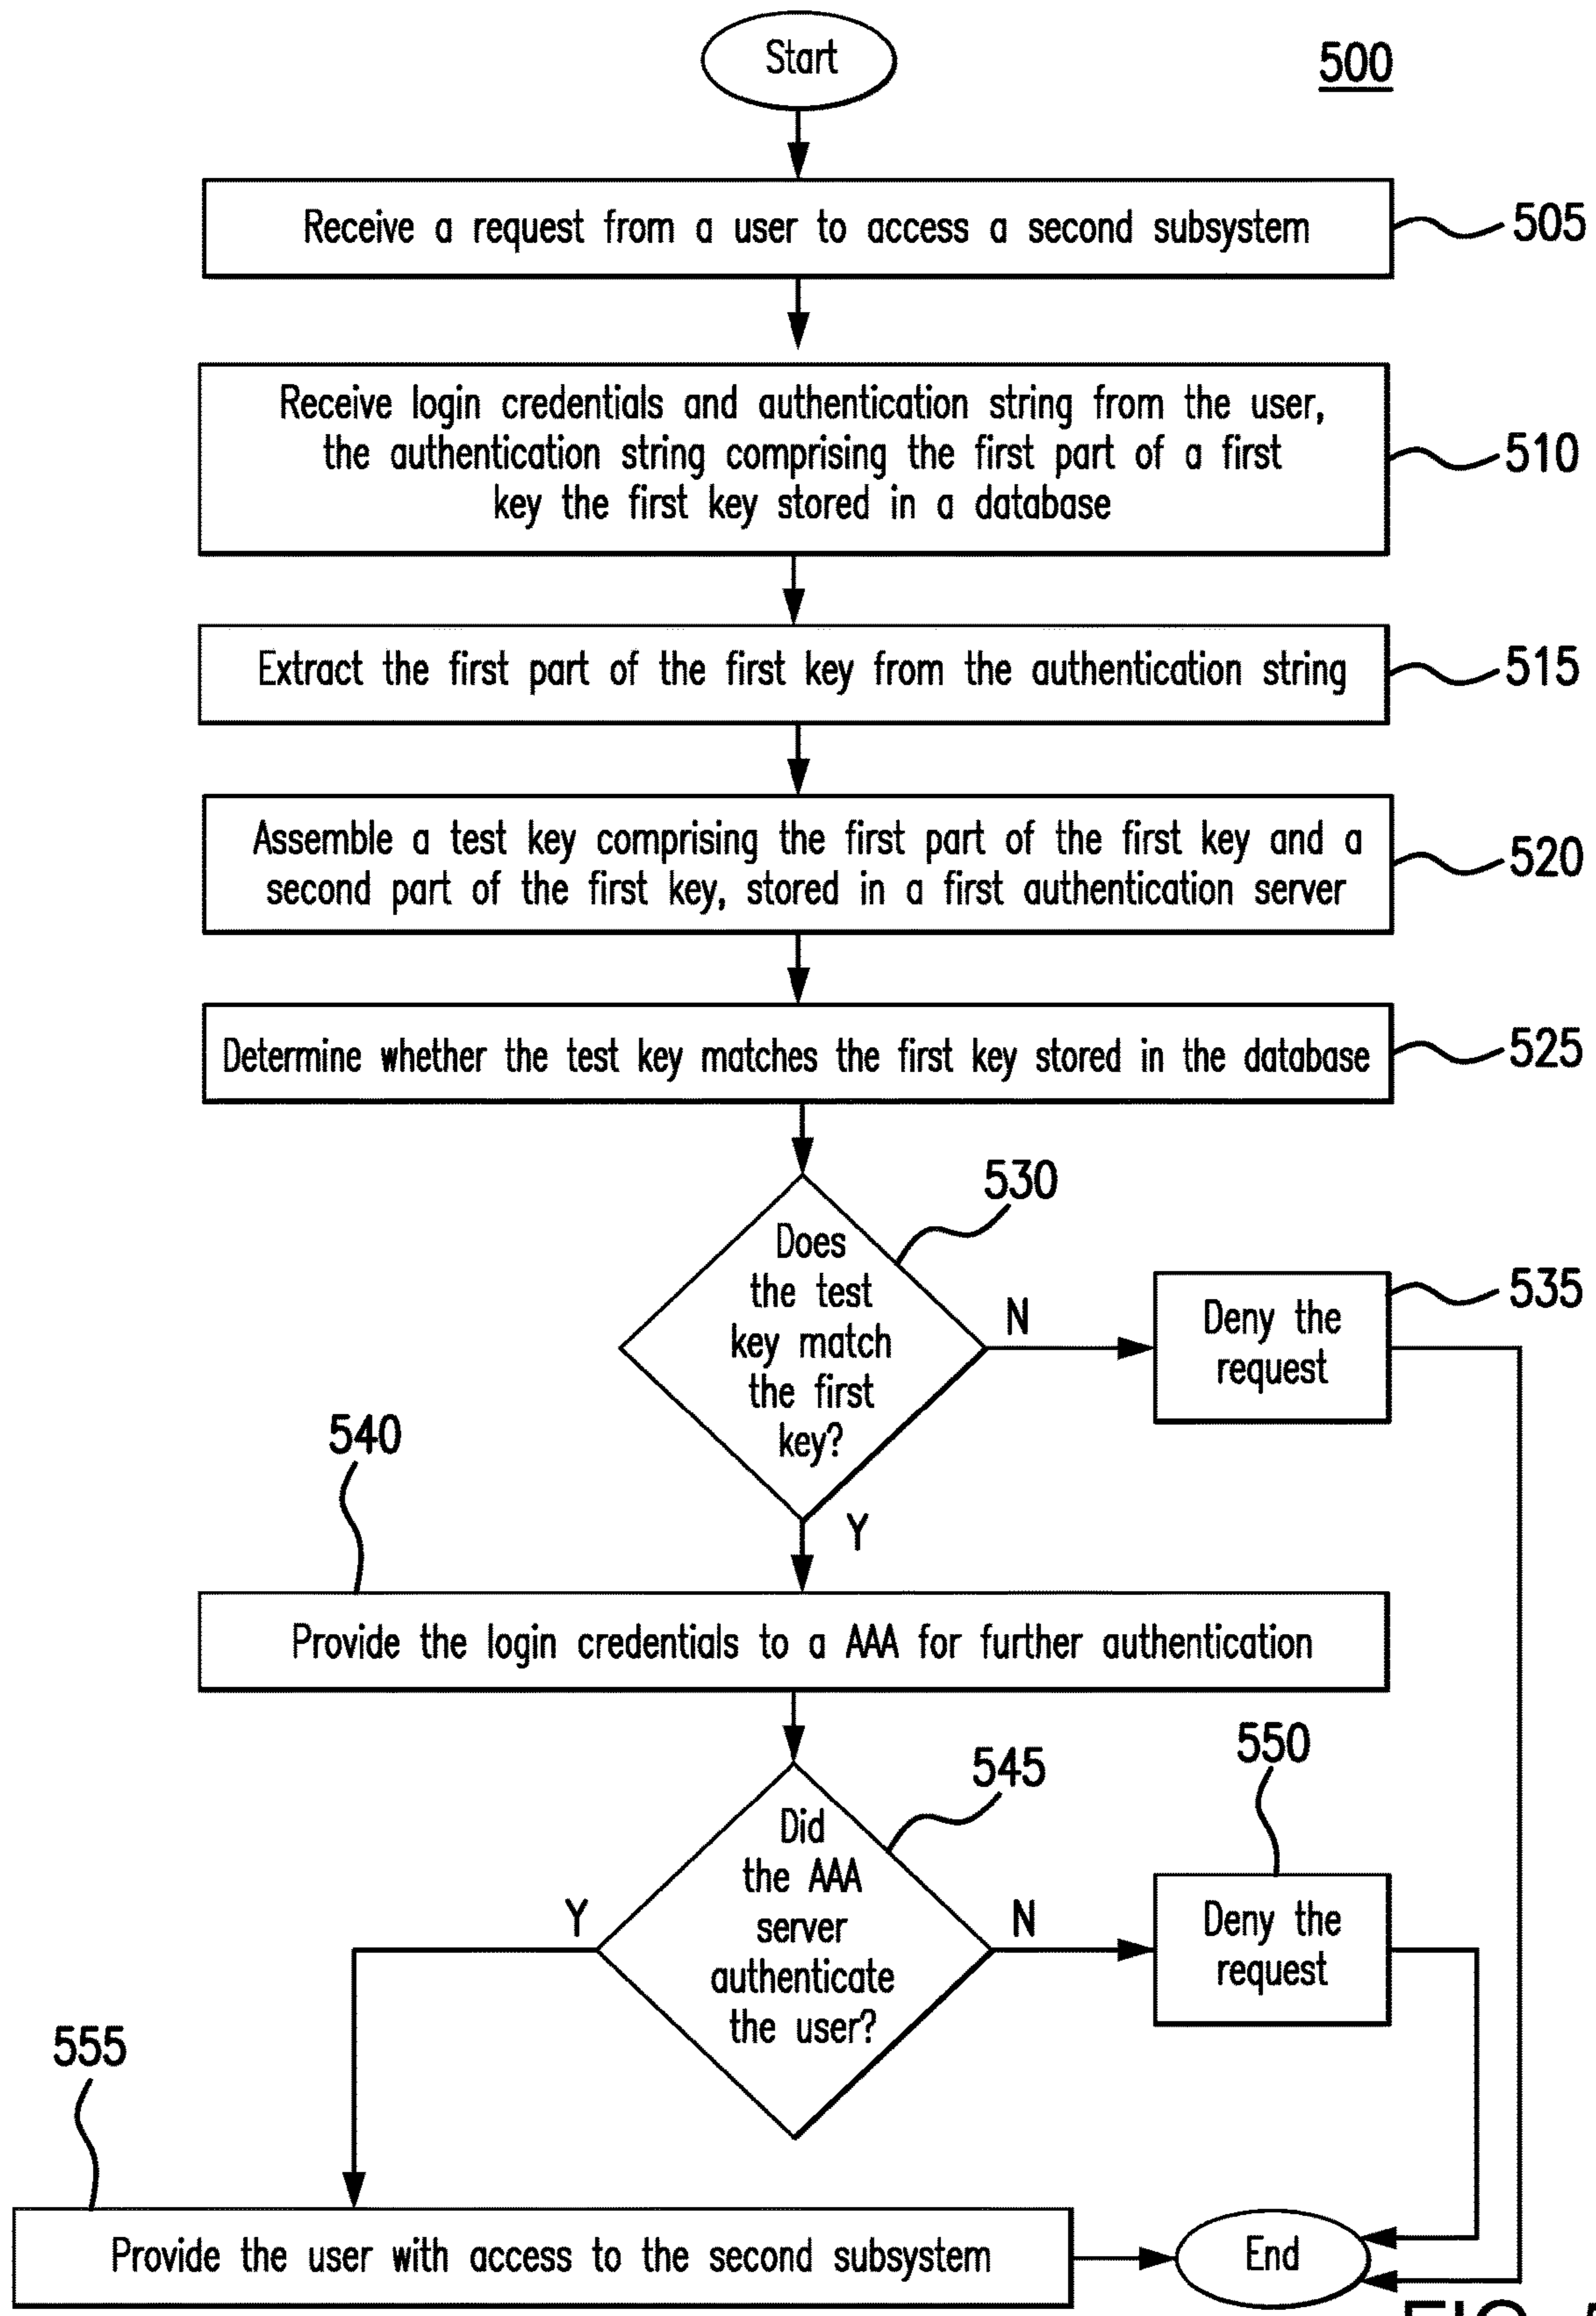 Start
500
Receive a request from a user to access a second subsystem
505
Receive login credentials and authentication string from the user,
the authentication string comprising the first part of a first
key the first key stored in a database
510
Extract the first part of the first key from the authentication string
515
Assemble a test key comprising the first part of the first key and a
second part of the first key, stored in a first authentication server
520
Determine whether the test key matches the first key stored in the database
525
530
Does
the test
key match
the first
key?
N
Deny the
request
535
540
Y
Provide the login credentials to a AAA for further authentication
545
550
Did
the AAA
server
authenticate
the user?
Y
N
Deny the
request
555
Provide the user with access to the second subsystem
End